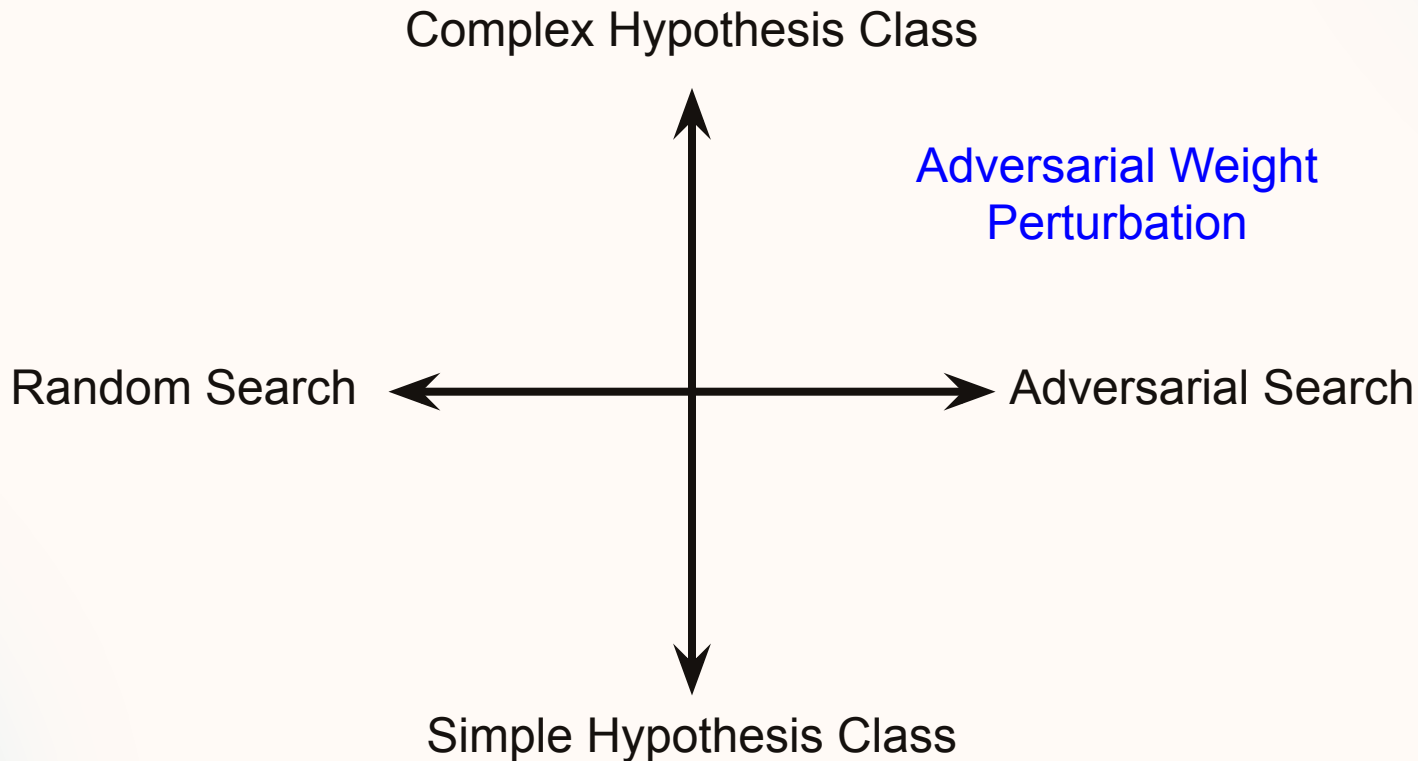 Complex Hypothesis Class
Adversarial Weight
Perturbation
Random Search
Adversarial Search
Simple Hypothesis Class